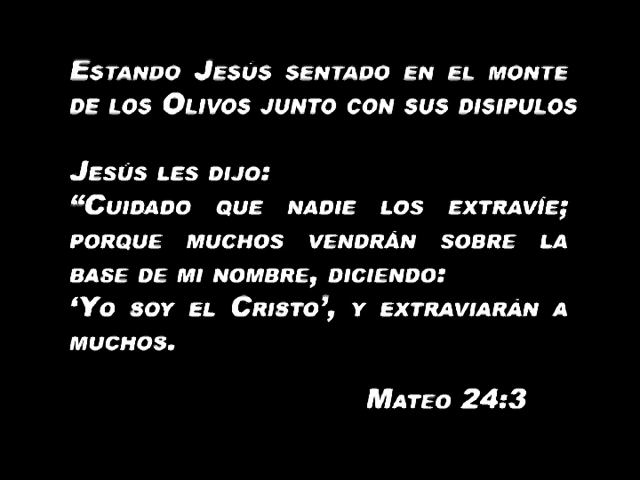 Estando Jesús sentado en el monte
de los Olivos junto con sus disipulos
Jesús les dijo:
“Cuidado que nadie los extravíe;
porque muchos vendrán sobre la
base de mi nombre, diciendo:
‘Yo soy el Cristo’, y extraviarán a
muchos.
Mateo 24:3